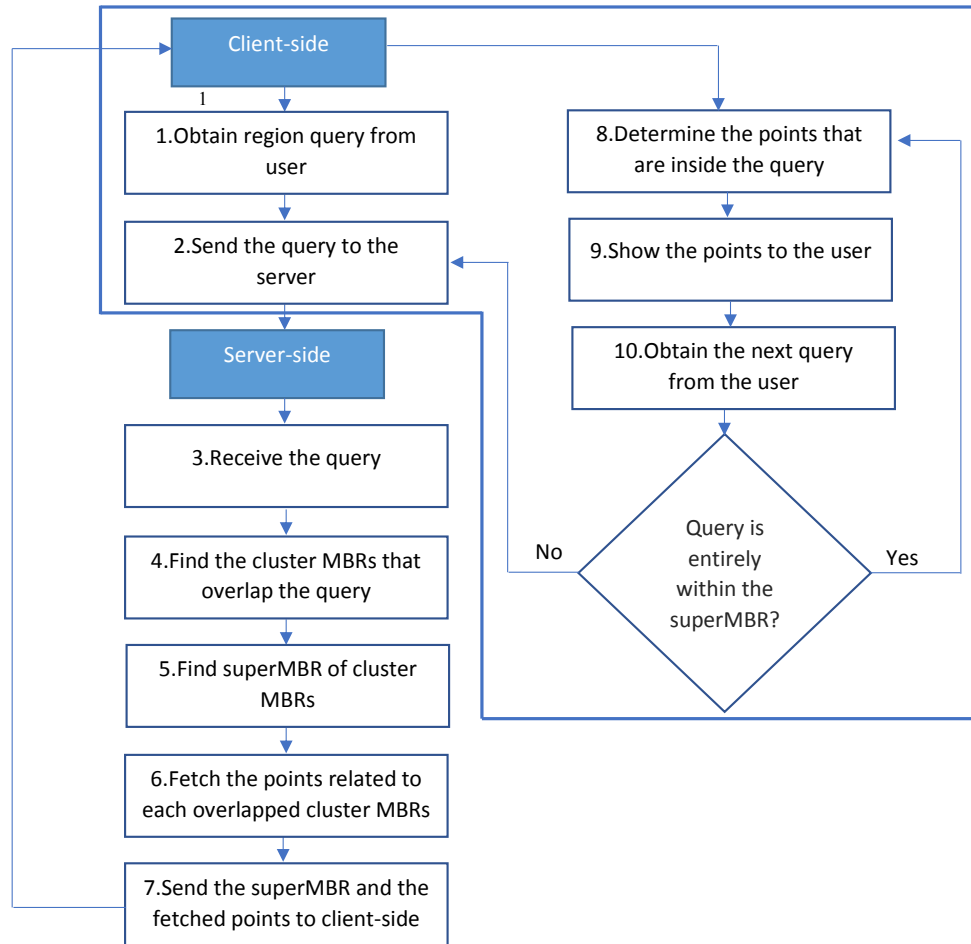 Client-side
1
1.Obtain region query from
user
2.Send the query to the
server
Server-side
3.Receive the query
4.Find the cluster MBRs that
overlap the query
5.Find superMBR of cluster
MBRs
6.Fetch the points related to
each overlapped cluster MBRs
7.Send the superMBR and the
fetched points to client-side
8.Determine the points that
are inside the query
9.Show the points to the user
10.Obtain the next query
from the user
Query is
entirely
within the
superMBR?
No
Yes